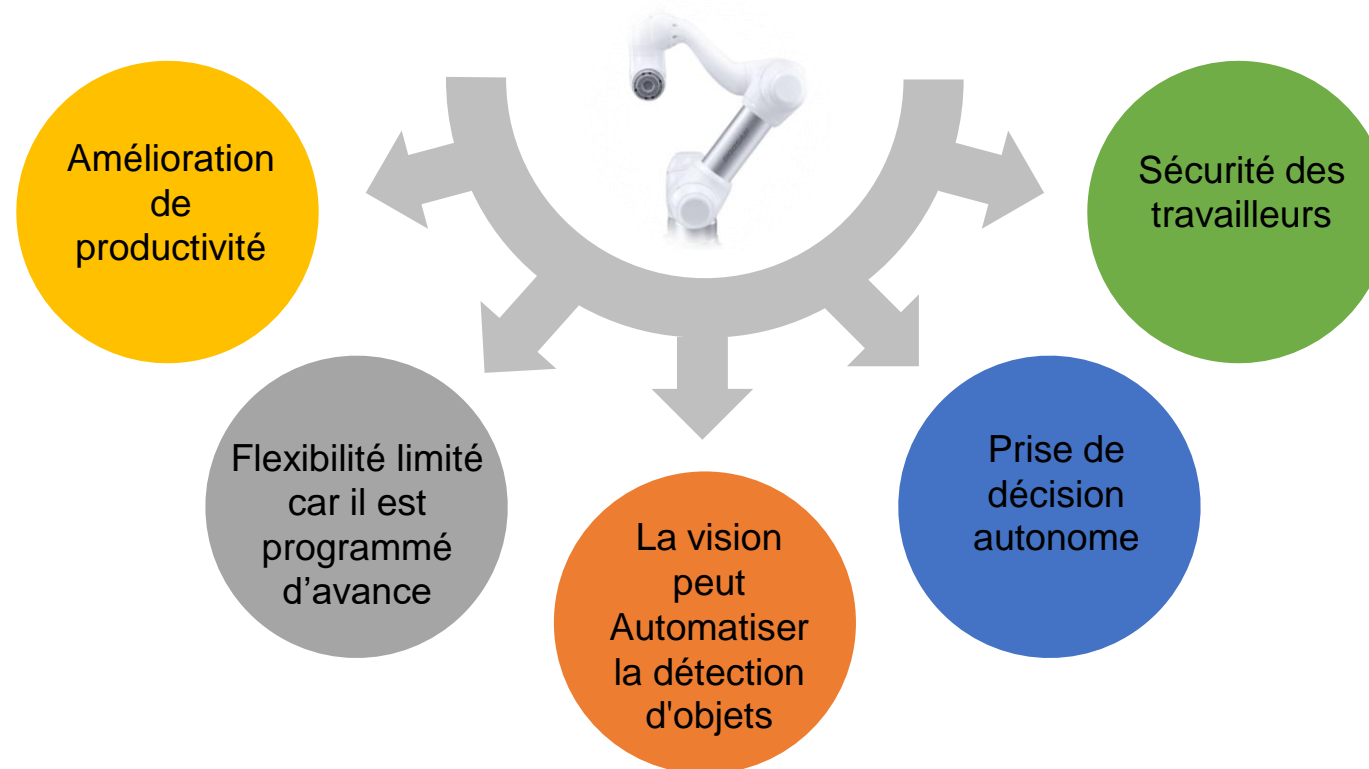 Amélioration
de
productivité
Flexibilité limité
car il est
programmé
d’avance
La vision
peut
Automatiser
la détection
d'objets
Prise de
décision
autonome
Sécurité des
travailleurs